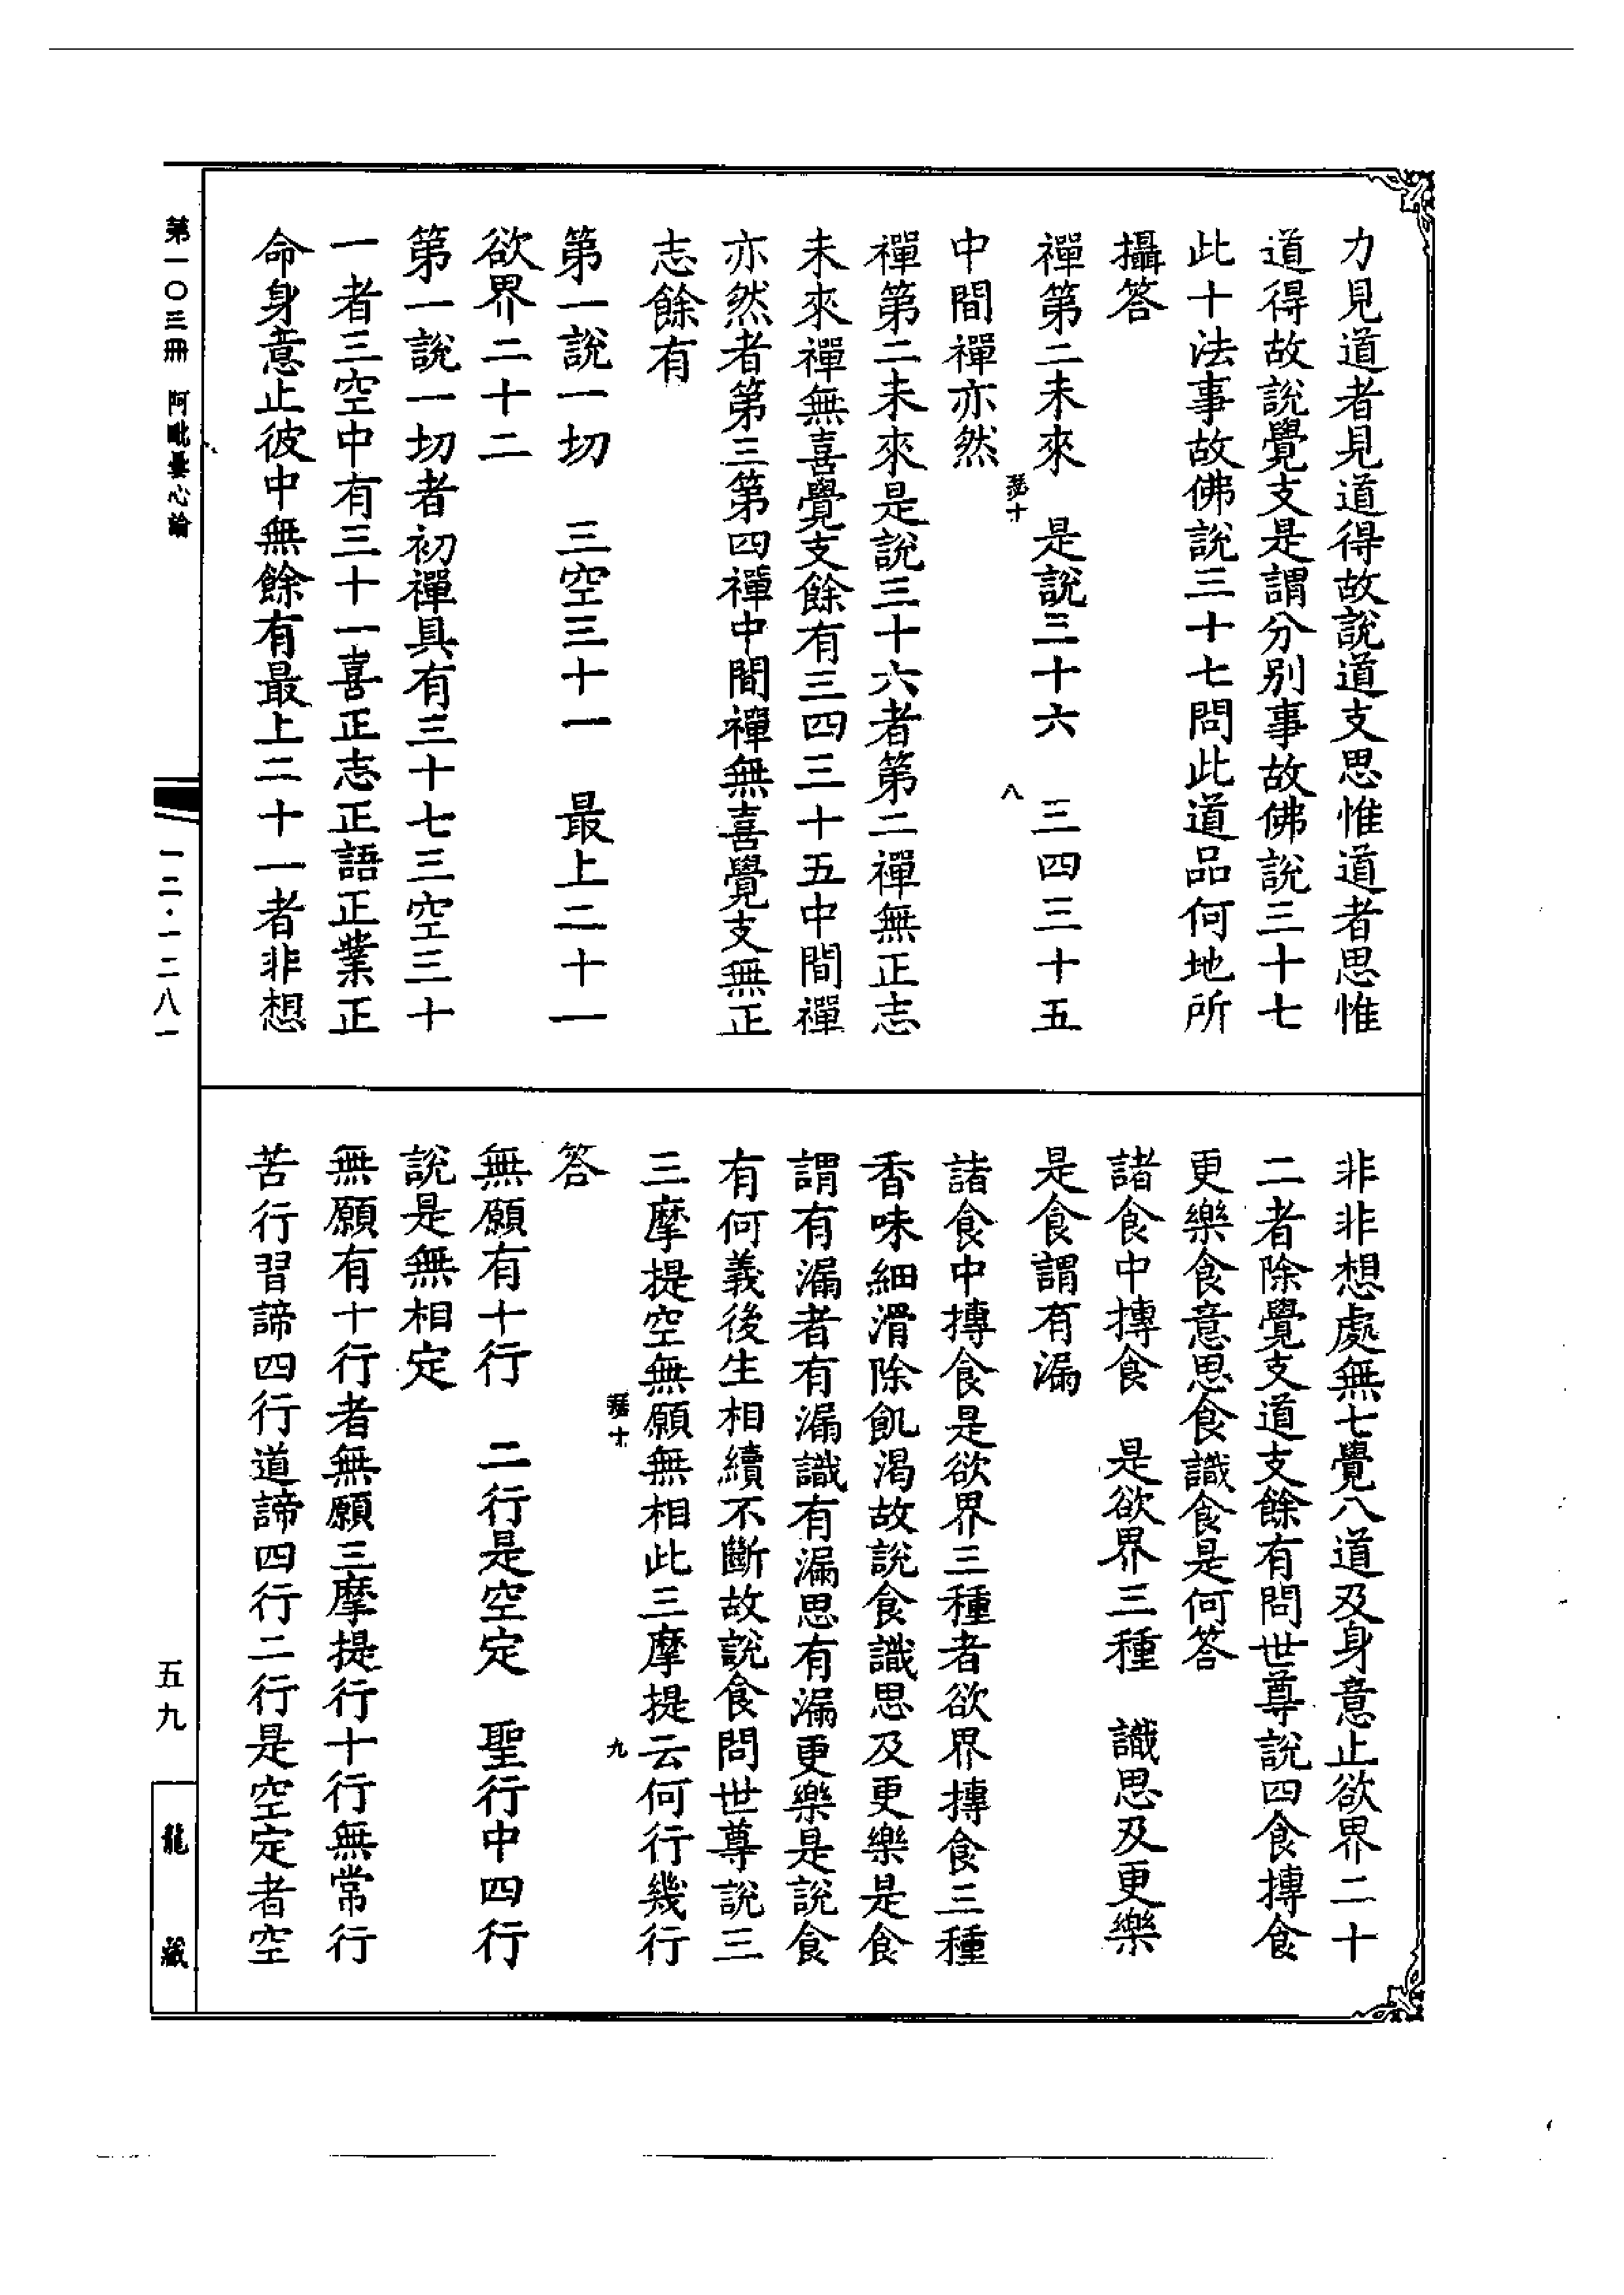 力見道者見道得故說道支思惟道者思惟
道得故說覺支是謂分別事故佛說三十七
此十法事故佛說三十七問此道品何地所
攝答
禪第二未來　是說三十六　三四三十五
中間禪亦然
八
禪第二未來是說三十六者第二禪無正志
未來禪無喜覺支餘有三四三十五中間禪
亦然者第三第四禪中間禪無喜覺支無正
志餘有
第一說一切　三空三十一　最上二十一
欲界二十二
第一說一切者初禪具有三十七三空三十
一者三空中有三十一喜正志正語正業正
命身意止彼中無餘有最上二十一者非想
非非想處無七覺八道及身意止欲界二十
二者除覺支道支餘有問世尊說四食摶食
更樂食意思食識食是何答
諸食中摶食　是欲界三種　識思及更樂
是食謂有漏
諸食中摶食是欲界三種者欲界摶食三種
香味細滑除飢渴故說食識思及更樂是食
謂有漏者有漏識有漏思有漏更樂是說食
有何義後生相續不斷故說食問世尊說三
三摩提空無願無相此三摩提云何行幾行
九
答
無願有十行　二行是空定　聖行中四行
說是無相定
無願有十行者無願三摩提行十行無常行
苦行習諦四行道諦四行二行是空定者空
第一〇三冊　阿毗曇心論
一二·一二八一
五九
龍藏